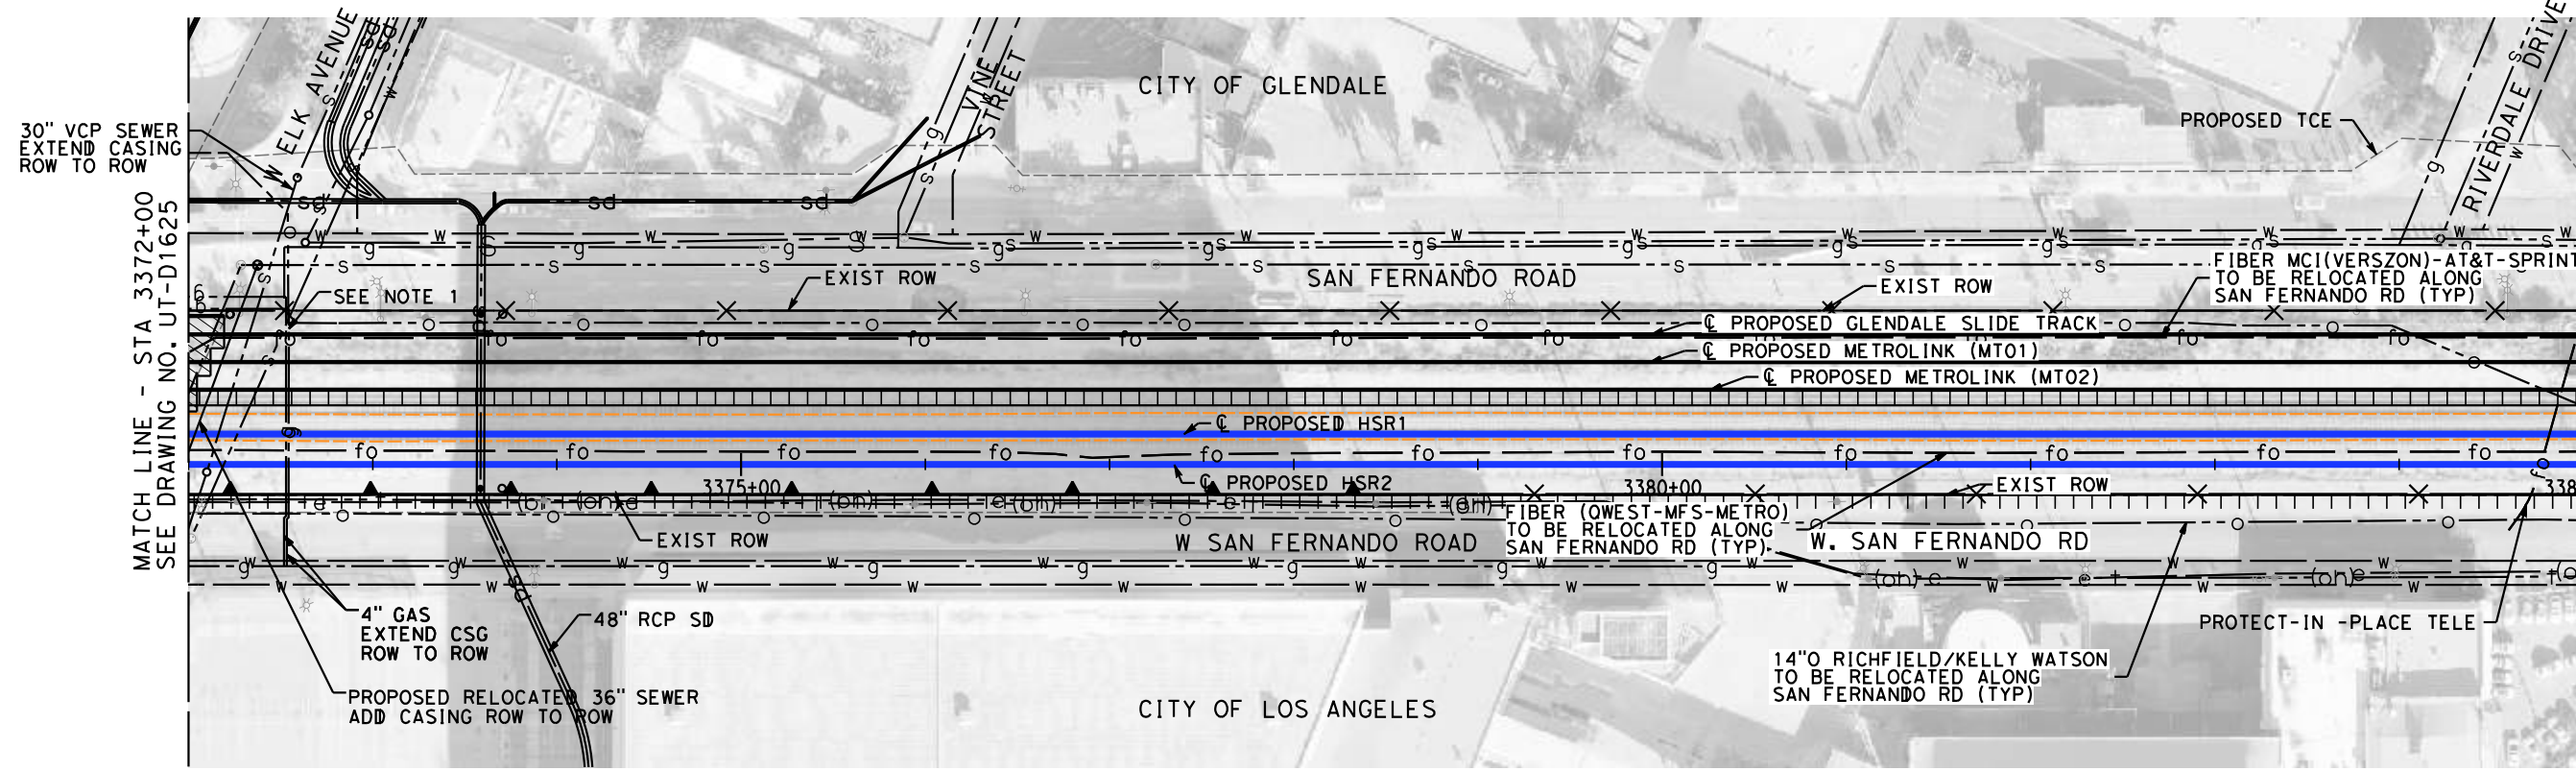 ELK AVENUE
VINE
STREET
CITY OF GLENDALE
RIVERDALE DRIVE
PROPOSED TCE
30" VCP SEWER
EXTEND CASING
ROW TO ROW
MATCH LINE - STA 3372+00
SEE DRAWING NO. UT-D1625
SEE NOTE 1
EXIST ROW
SAN FERNANDO ROAD
EXIST ROW
FIBER MCI(VERSZON)-AT&T-SPRINT
TO BE RELOCATED ALONG
SAN FERNANDO RD (TYP)
℄ PROPOSED GLENDALE SLIDE TRACK
℄ PROPOSED METROLINK (MT01)
℄ PROPOSED METROLINK (MT02)
℄ PROPOSED HSR1
℄ PROPOSED HSR2
3375+00
3380+00
338
EXIST ROW
EXIST ROW
W SAN FERNANDO ROAD
FIBER (QWEST-MFS-METRO)
TO BE RELOCATED ALONG
SAN FERNANDO RD (TYP)
W. SAN FERNANDO RD
4" GAS
EXTEND CSG
ROW TO ROW
48" RCP SD
PROPOSED RELOCATED 36" SEWER
ADD CASING ROW TO ROW
PROTECT-IN -PLACE TELE
14"O RICHFIELD/KELLY WATSON
TO BE RELOCATED ALONG
SAN FERNANDO RD (TYP)
CITY OF LOS ANGELES